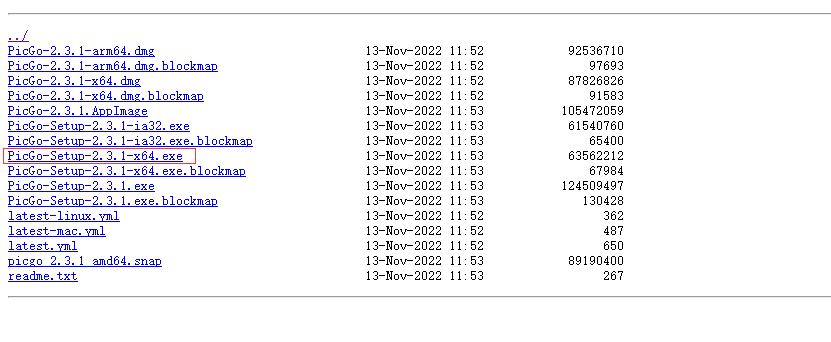 ../
PicGo-2.3.1-arm64.dmg 13-Nov-2022 11:52 92536710
PicGo-2.3.1-arm64.dmg.blockmap 13-Nov-2022 11:52 97693
PicGo-2.3.1-x64.dmg 13-Nov-2022 11:52 87826826
PicGo-2.3.1-x64.dmg.blockmap 13-Nov-2022 11:52 91583
PicGo-2.3.1.AppImage 13-Nov-2022 11:53 105472059
PicGo-Setup-2.3.1-ia32.exe 13-Nov-2022 11:53 61540760
PicGo-Setup-2.3.1-ia32.exe.blockmap 13-Nov-2022 11:52 65400
PicGo-Setup-2.3.1-x64.exe 13-Nov-2022 11:53 63562212
PicGo-Setup-2.3.1-x64.exe.blockmap 13-Nov-2022 11:53 67984
PicGo-Setup-2.3.1.exe 13-Nov-2022 11:53 124509497
PicGo-Setup-2.3.1.exe.blockmap 13-Nov-2022 11:53 130428
latest-linux.yml 13-Nov-2022 11:52 362
latest-mac.yml 13-Nov-2022 11:52 487
latest.yml 13-Nov-2022 11:52 650
picgo_2.3.1_amd64.snap 13-Nov-2022 11:53 89190400
readme.txt 13-Nov-2022 11:53 267